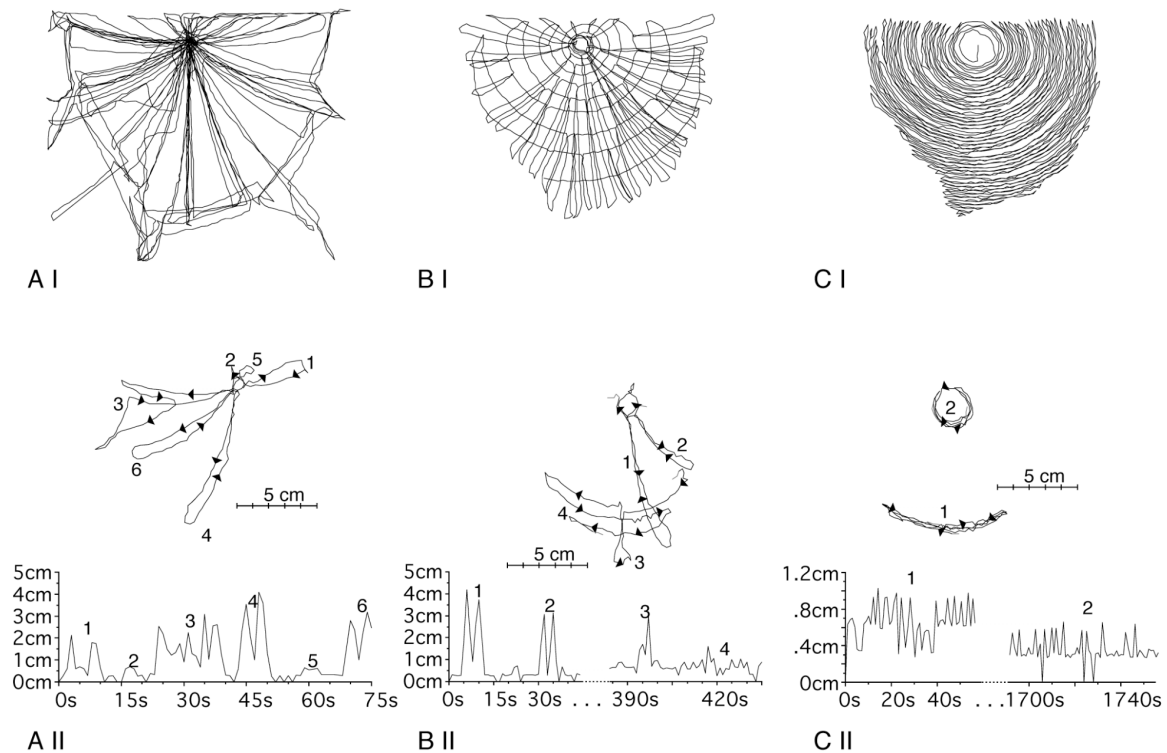 A I
B I
C I
2
5
1
3
6
4
5 cm
1
2
4
3
5 cm
2
1
5 cm
5cm
4cm
3cm
2cm
1cm
0cm
1
2
3
4
5
6
0s 15s 30s 45s 60s 75s
5cm
4cm
3cm
2cm
1cm
0cm
1
2
3
4
0s 15s 30s ... 390s 420s
1.2cm
.8cm
.4cm
0cm
1
2
0s 20s 40s ... 1700s 1740s
A II
B II
C II